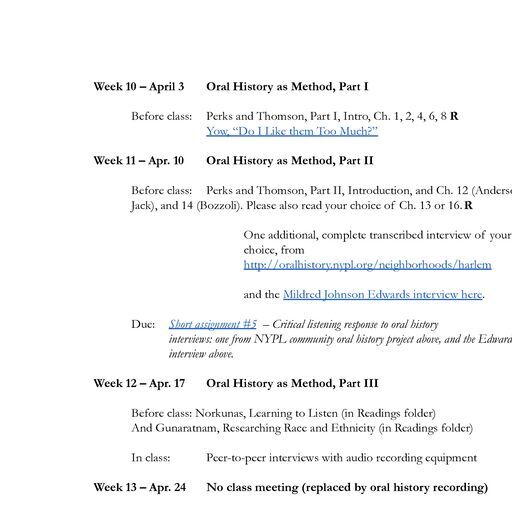 Week 10 – April 3 Oral History as Method, Part I
Before class: Perks and Thomson, Part I, Intro, Ch. 1, 2, 4, 6, 8 R
Yow, “Do I Like them Too Much?”
Week 11 – Apr. 10 Oral History as Method, Part II
Before class: Perks and Thomson, Part II, Introduction, and Ch. 12 (Anders
Jack), and 14 (Bozzoli). Please also read your choice of Ch. 13 or 16. R
One additional, complete transcribed interview of your
choice, from
http://oralhistory.nypl.org/neighborhoods/harlem
and the Mildred Johnson Edwards interview here.
Due: Short assignment #5 – Critical listening response to oral history
interviews: one from NYPL community oral history project above, and the Edward
interview above.
Week 12 – Apr. 17 Oral History as Method, Part III
Before class: Norkunas, Learning to Listen (in Readings folder)
And Gunaratnam, Researching Race and Ethnicity (in Readings folder)
In class: Peer-to-peer interviews with audio recording equipment
Week 13 – Apr. 24 No class meeting (replaced by oral history recording)